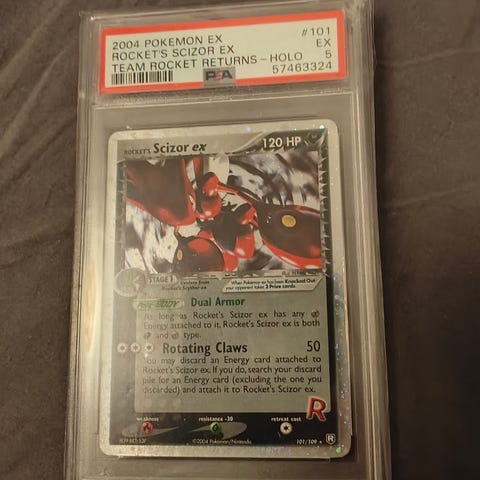 2004 POKEMON EX #101
ROCKET'S SCIZOR EX EX
TEAM ROCKET RETURNS-HOLO 5
PSA 57463324
ROCKET'S Scizor ex 120 HP
STAGE 1
Evolves from
Rocket's Scyther ex
When Pokémon-ex has been Knocked Out,
your opponent takes 2 Prize cards.
POKÉ-BODY Dual Armor
As long as Rocket's Scizor ex has any
Energy attached to it, Rocket's Scizor ex is both
and type.
Rotating Claws 50
You may discard an Energy card attached to
Rocket's Scizor ex. If you do, search your discard
pile for an Energy card (excluding the one you
discarded) and attach it to Rocket's Scizor ex.
R
weakness resistance -30 retreat cost
©2004 Pokémon/Nintendo 101/109 R